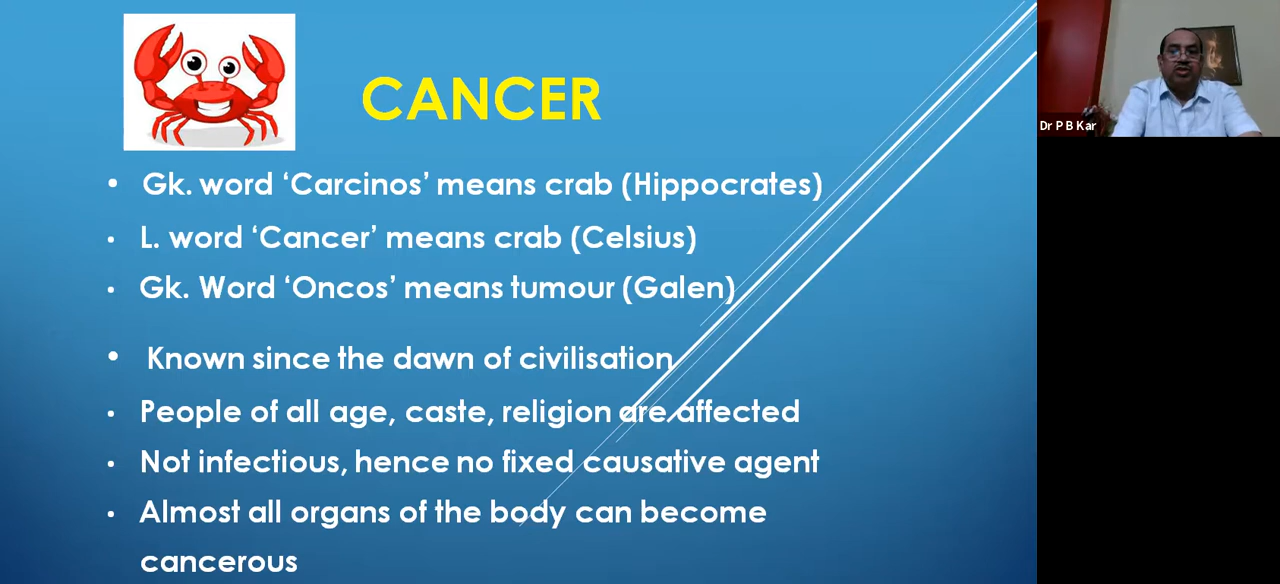 CANCER
• Gk. word ‘Carcinos’ means crab (Hippocrates)
• L. word ‘Cancer’ means crab (Celsius)
• Gk. Word ‘Oncos’ means tumour (Galen)
• Known since the dawn of civilisation
• People of all age, caste, religion are affected
• Not infectious, hence no fixed causative agent
• Almost all organs of the body can become
cancerous
Dr P B Kar